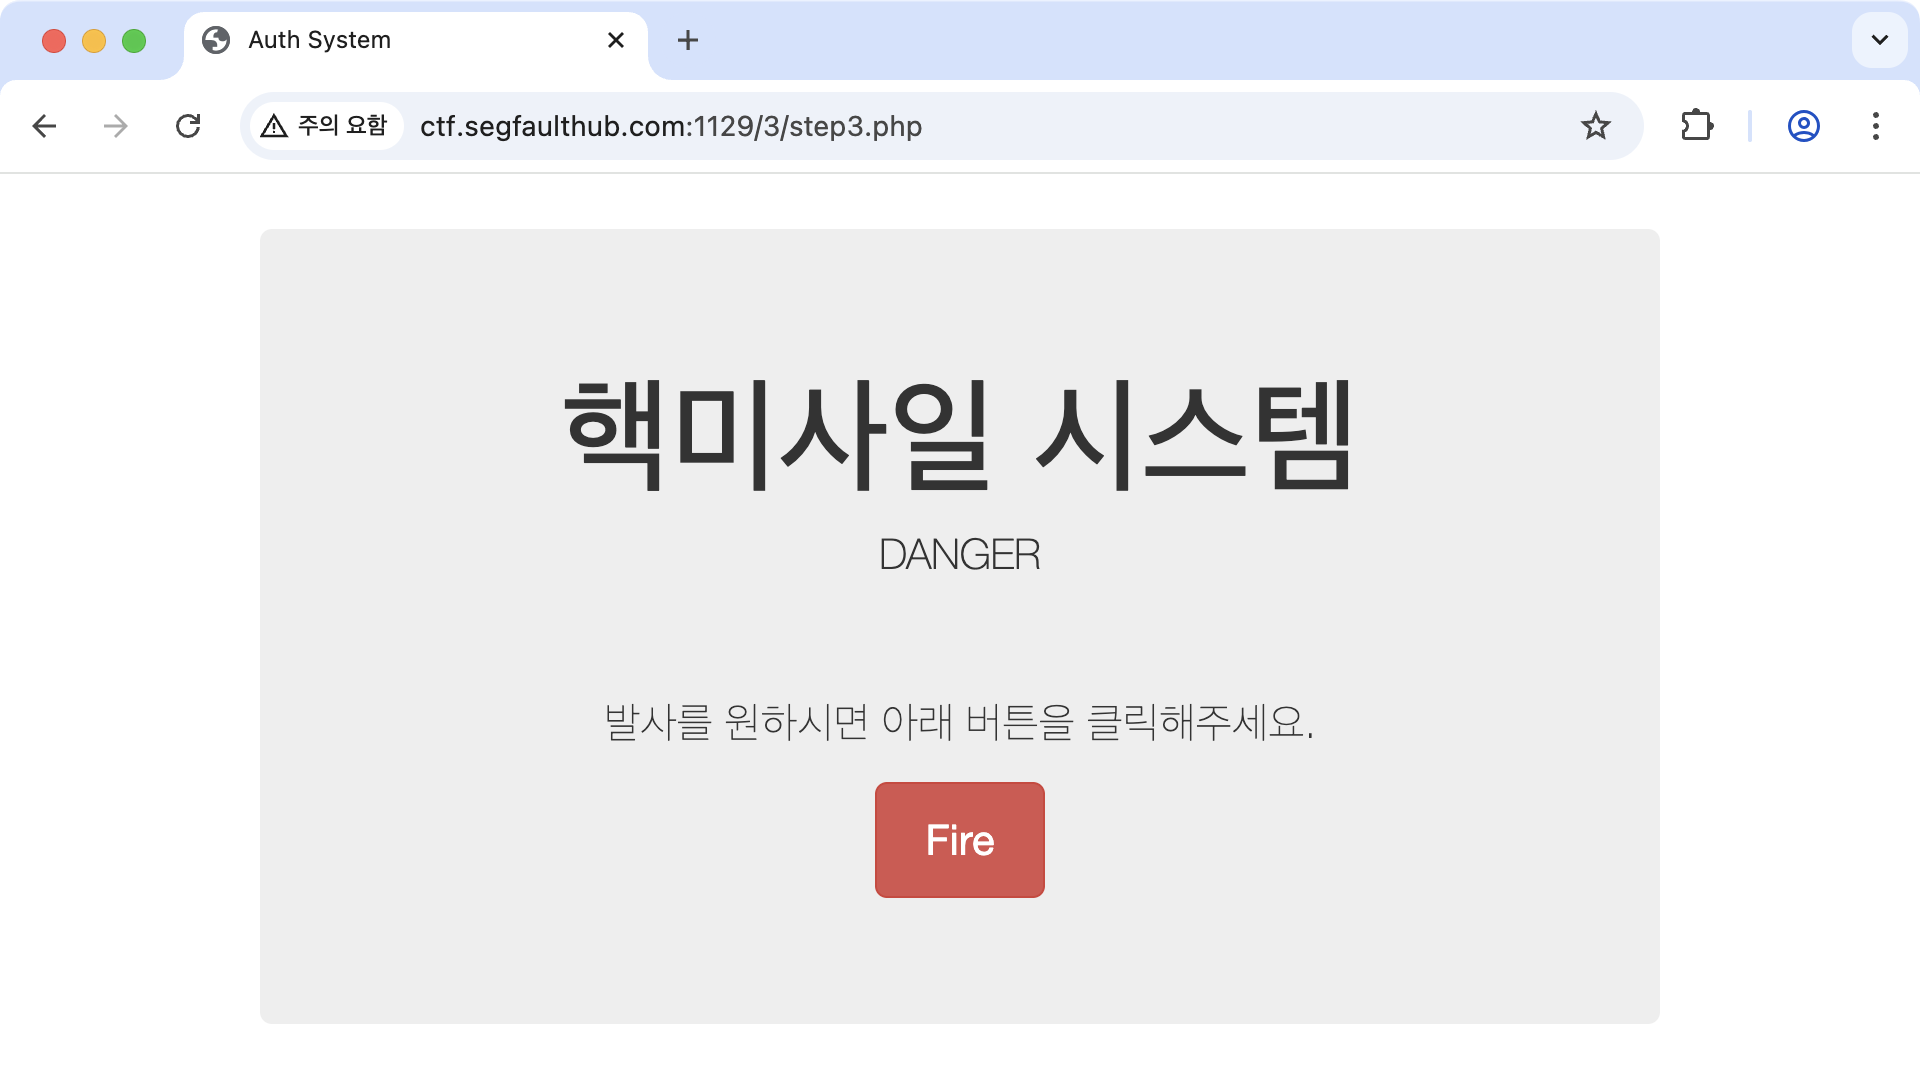 Auth System
주의 요함
ctf.segfaulthub.com:1129/3/step3.php
핵미사일 시스템
DANGER
발사를 원하시면 아래 버튼을 클릭해주세요.
Fire